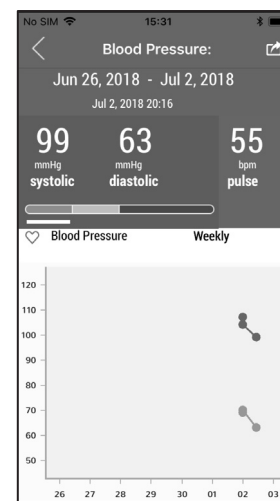 No SIM 15:31
Blood Pressure:
Jun 26, 2018 - Jul 2, 2018
Jul 2, 2018 20:16
99 63 55
mmHg mmHg bpm
systolic diastolic pulse
Blood Pressure Weekly
120
110
100
90
80
70
60
50
26 27 28 29 30 01 02 03